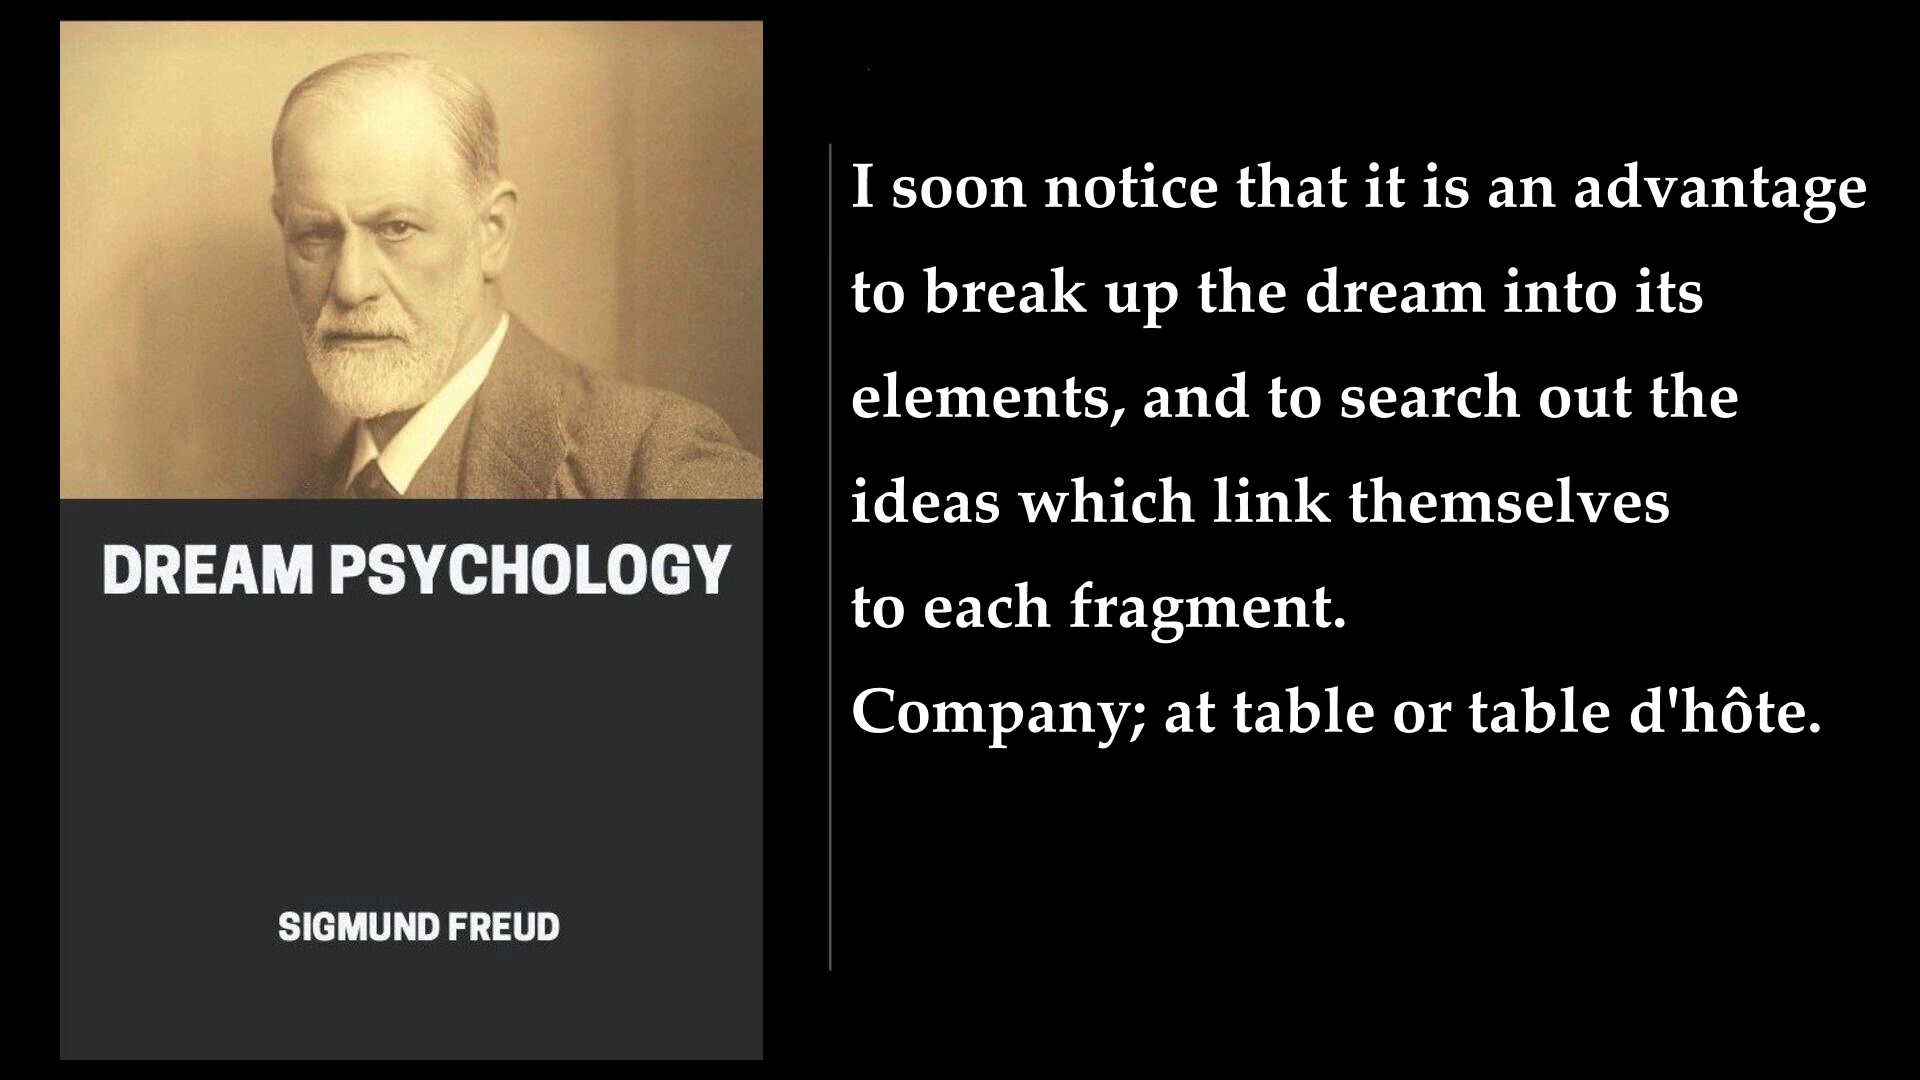 DREAM PSYCHOLOGY
SIGMUND FREUD
I soon notice that it is an advantage
to break up the dream into its
elements, and to search out the
ideas which link themselves
to each fragment.
Company; at table or table d'hôte.